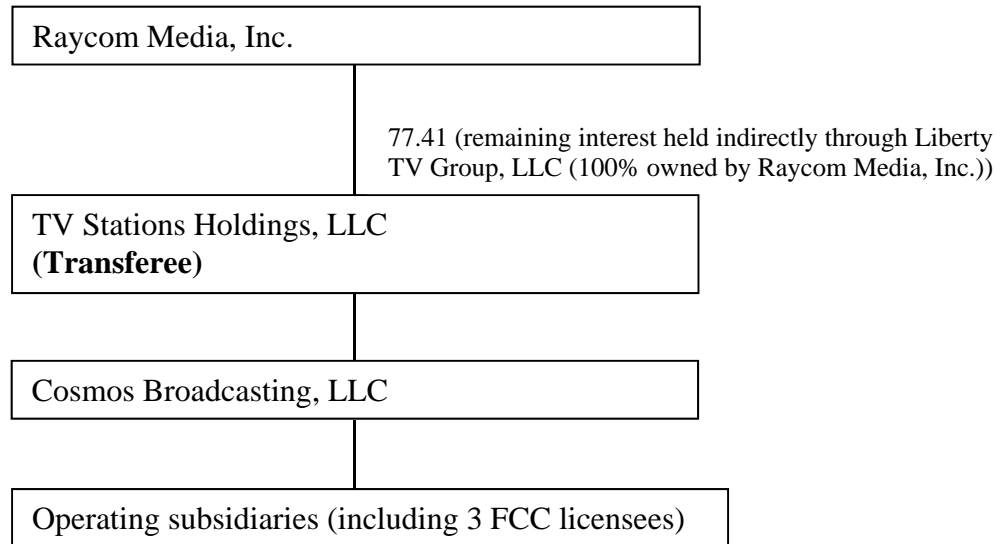 Raycom Media, Inc.
77.41 (remaining interest held indirectly through Liberty
TV Group, LLC (100% owned by Raycom Media, Inc.))
TV Stations Holdings, LLC
(Transferee)
Cosmos Broadcasting, LLC
Operating subsidiaries (including 3 FCC licensees)